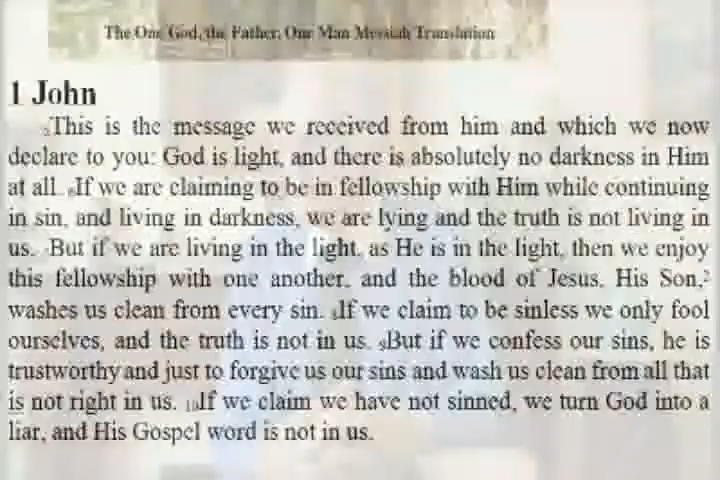 The One God, the Father, One Man Messiah Translation
1 John
5This is the message we received from him and which we now
declare to you: God is light, and there is absolutely no darkness in Him
at all. 6If we are claiming to be in fellowship with Him while continuing
in sin, and living in darkness, we are lying and the truth is not living in
us. 7But if we are living in the light, as He is in the light, then we enjoy
this fellowship with one another, and the blood of Jesus, His Son,2
washes us clean from every sin. 8If we claim to be sinless we only fool
ourselves, and the truth is not in us. 9But if we confess our sins, he is
trustworthy and just to forgive us our sins and wash us clean from all that
is not right in us. 10If we claim we have not sinned, we turn God into a
liar, and His Gospel word is not in us.